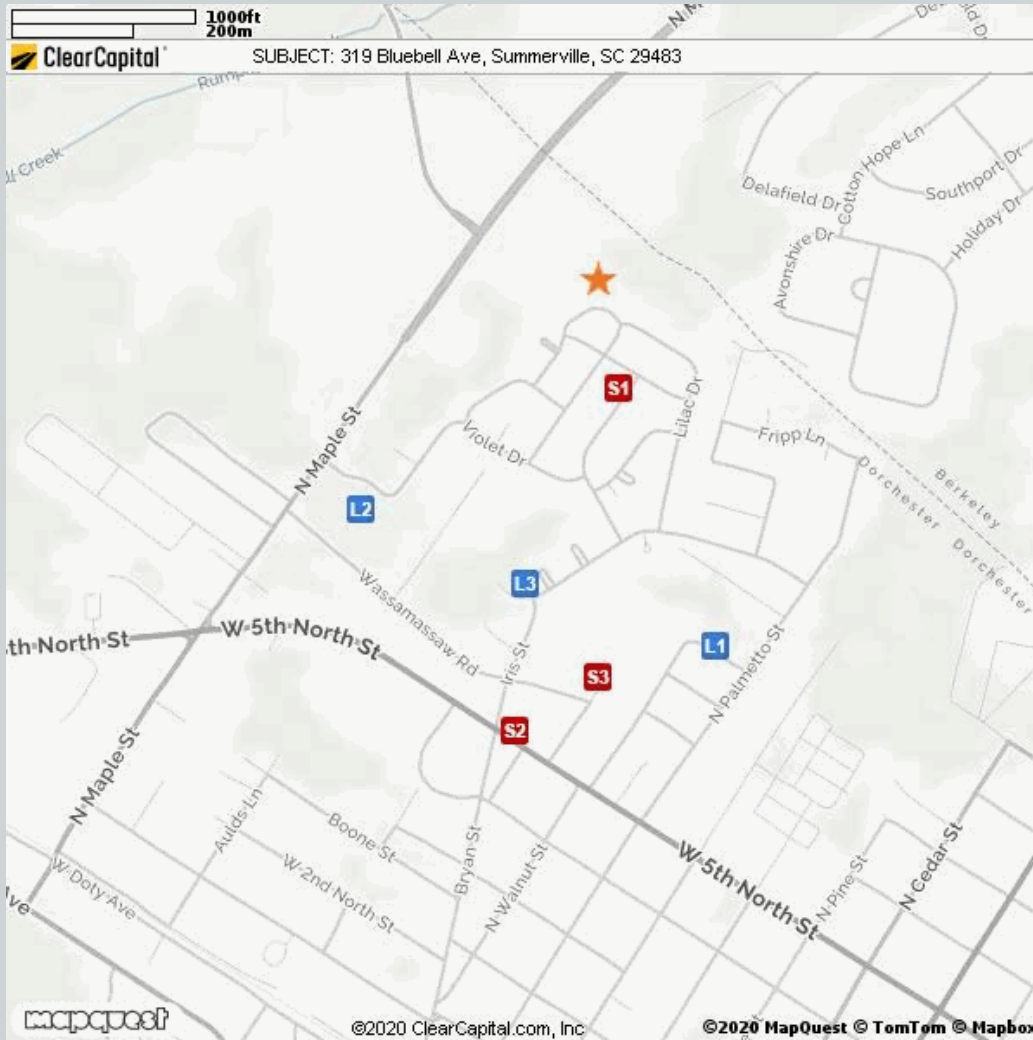 1000ft
200m
ClearCapital
SUBJECT: 319 Bluebell Ave, Summerville, SC 29483
Cotton Hope Ln
Delafield Dr
Southport Dr
Holiday Dr
Avonshire Dr
S1
Lilac Dr
N Maple St
Violet Dr
Fripp Ln
Dorchester
Berkeley
Dorchester
L2
L3
Wassamassaw Rd
W 5th North St
Iris St
L1
N Palmetto St
S3
S2
N Maple St
Aulds Ln
Boone St
W 2nd North St
Bryan St
N Walnut St
W 5th North St
N Pine St
N Cedar St
W Doty Ave
mapquest
©2020 ClearCapital.com, Inc
©2020 MapQuest © TomTom © Mapbox